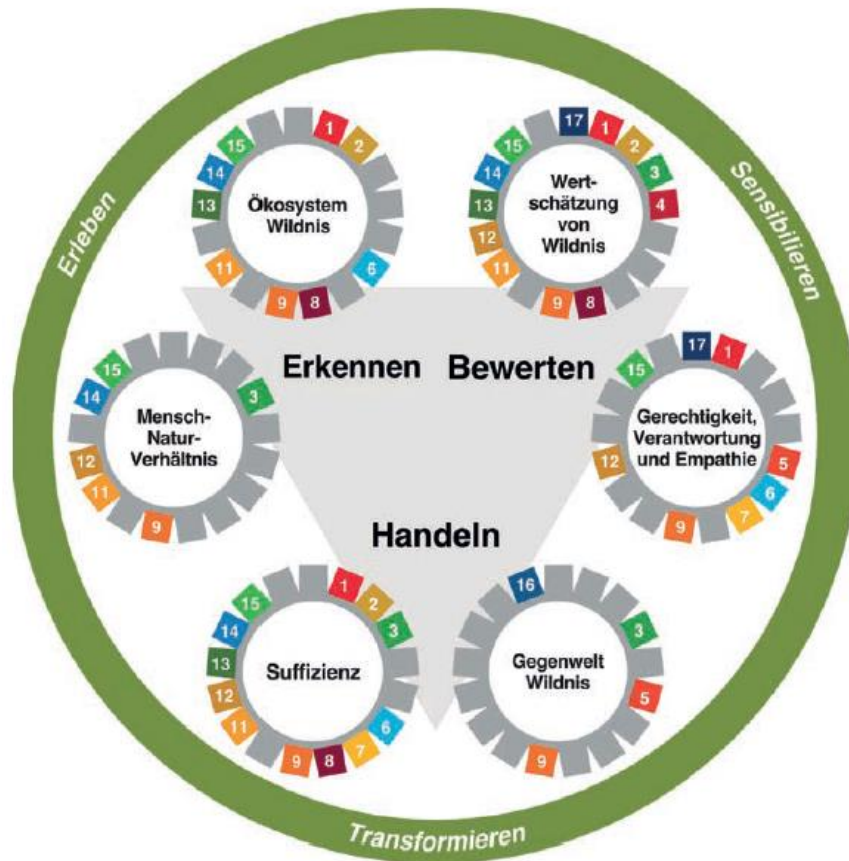 Erleben
Sensibilieren
Transformieren
Erkennen
Bewerten
Handeln
Ökosystem
Wildnis
1
2
6
8
9
11
13
14
15
Wert-
schätzung
von
Wildnis
17
1
2
3
4
8
9
11
12
13
14
15
Mensch-
Natur-
Verhältnis
3
9
11
12
14
15
Gerechtigkeit,
Verantwortung
und Empathie
17
1
5
6
7
9
12
15
Suffizienz
1
2
3
6
7
8
9
11
12
13
14
15
Gegenwelt
Wildnis
16
3
5
9